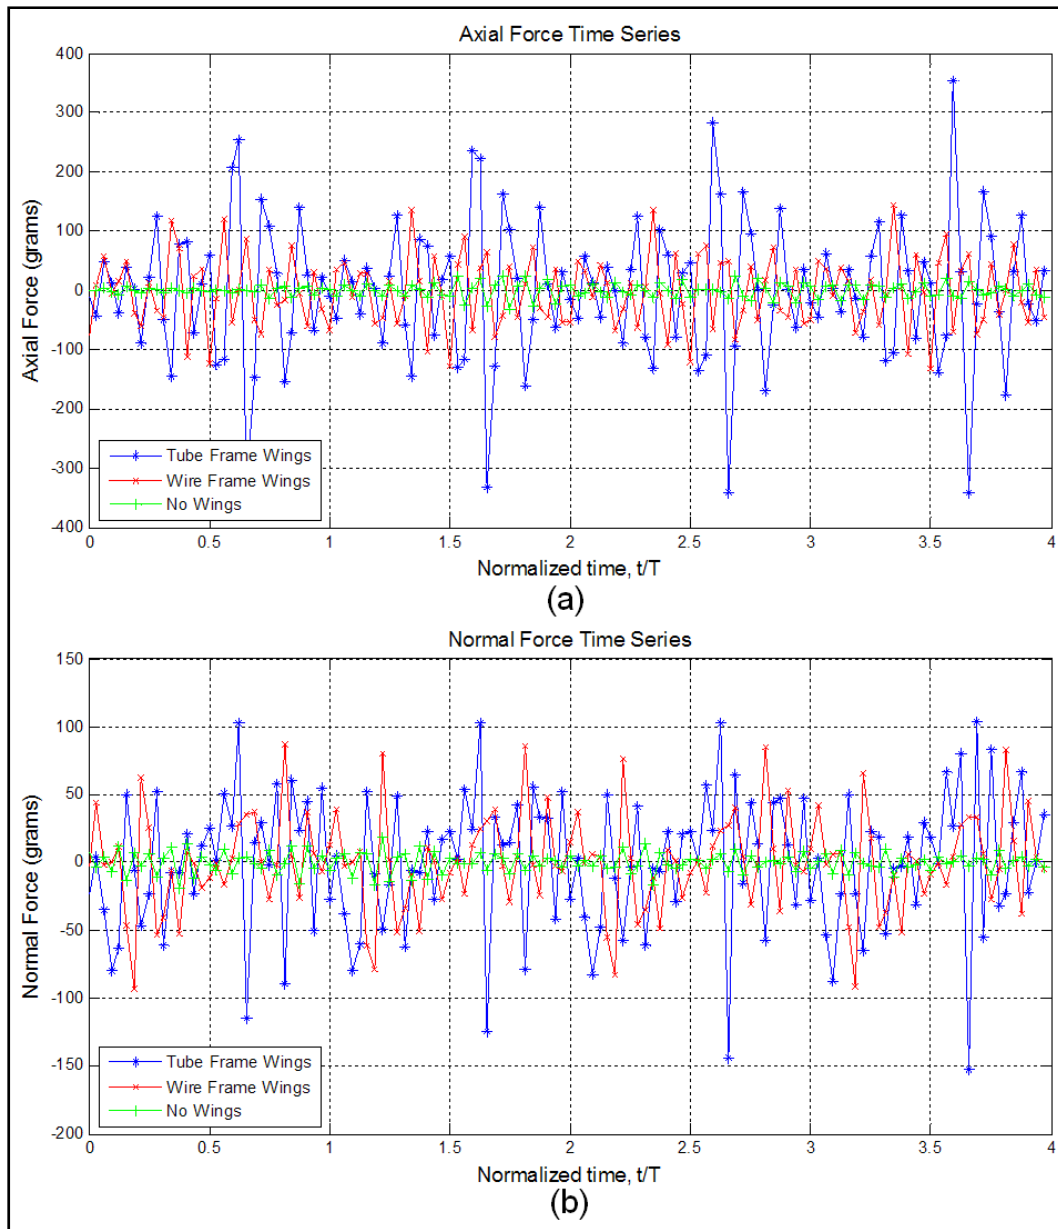 Axial Force Time Series
Axial Force (grams)
400
300
200
100
0
-100
-200
-300
-400
Tube Frame Wings
Wire Frame Wings
No Wings
0 0.5 1 1.5 2 2.5 3 3.5 4
Normalized time, t/T
(a)
Normal Force Time Series
Normal Force (grams)
150
100
50
0
-50
-100
-150
-200
Tube Frame Wings
Wire Frame Wings
No Wings
0 0.5 1 1.5 2 2.5 3 3.5 4
Normalized time, t/T
(b)